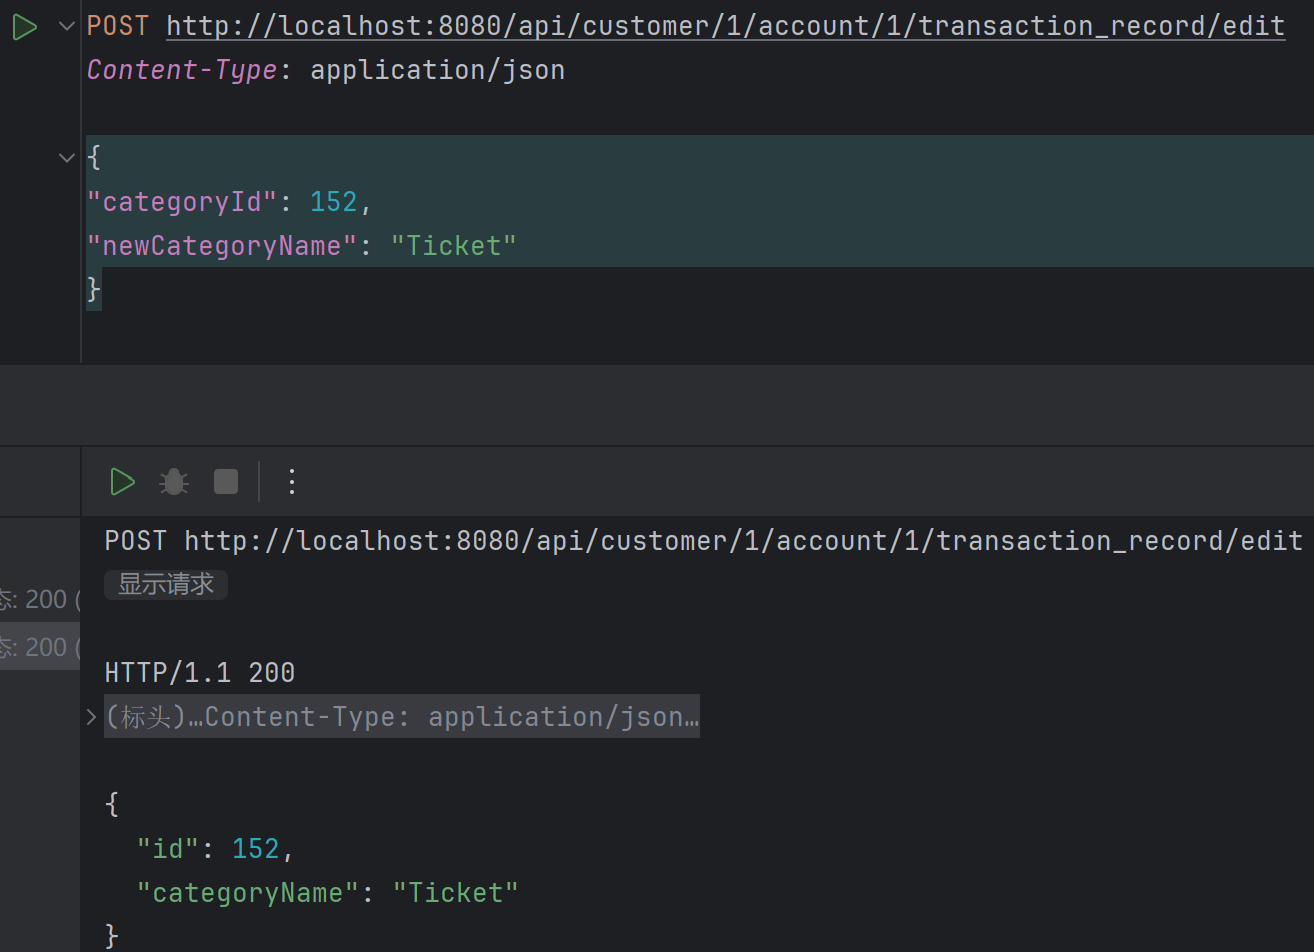 POST http://localhost:8080/api/customer/1/account/1/transaction_record/edit
Content-Type: application/json
{
"categoryId": 152,
"newCategoryName": "Ticket"
}
POST http://localhost:8080/api/customer/1/account/1/transaction_record/edit
显示请求
: 200 (
: 200 (
HTTP/1.1 200
(标头)…Content-Type: application/json…
{
"id": 152,
"categoryName": "Ticket"
}